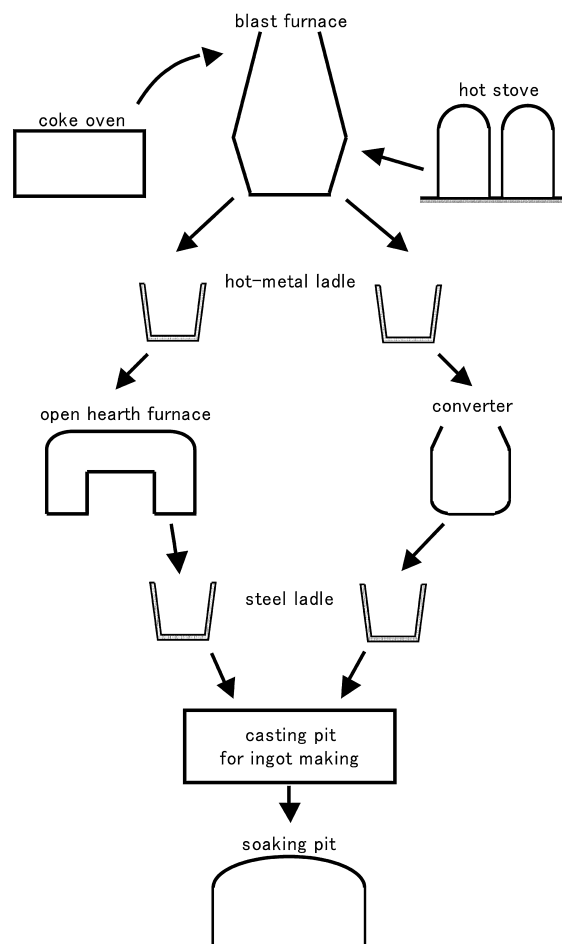 blast furnace
hot stove
coke oven
hot-metal ladle
open hearth furnace
converter
steel ladle
casting pit
for ingot making
soaking pit